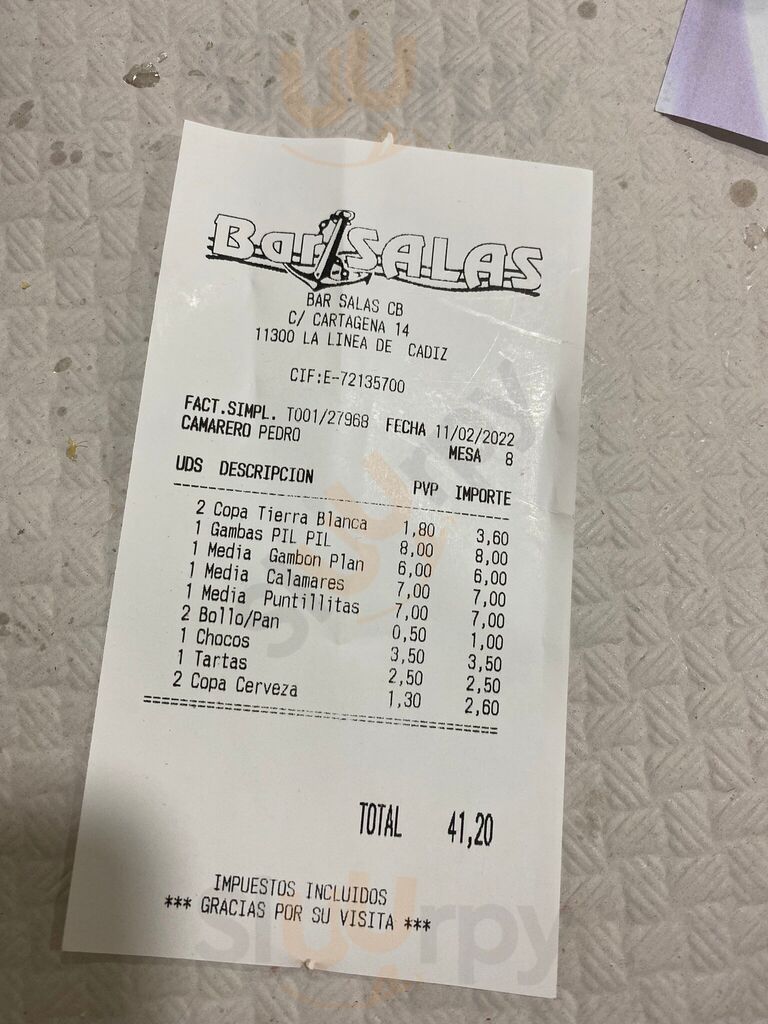 Bar SALAS
BAR SALAS CB
C/ CARTAGENA 14
11300 LA LINEA DE CADIZ
CIF:E-72135700
FACT.SIMPL. T001/27968 FECHA 11/02/2022
CAMARERO PEDRO MESA 8
UDS DESCRIPCION PVP IMPORTE
2 Copa Tierra Blanca 1,80 3,60
1 Gambas PIL PIL 8,00 8,00
1 Media Gambon Plan 6,00 6,00
1 Media Calamares 7,00 7,00
1 Media Puntillitas 7,00 7,00
2 Bollo/Pan 0,50 1,00
1 Chocos 3,50 3,50
1 Tartas 2,50 2,50
2 Copa Cerveza 1,30 2,60
TOTAL 41,20
IMPUESTOS INCLUIDOS
*** GRACIAS POR SU VISITA ***
sluurpy